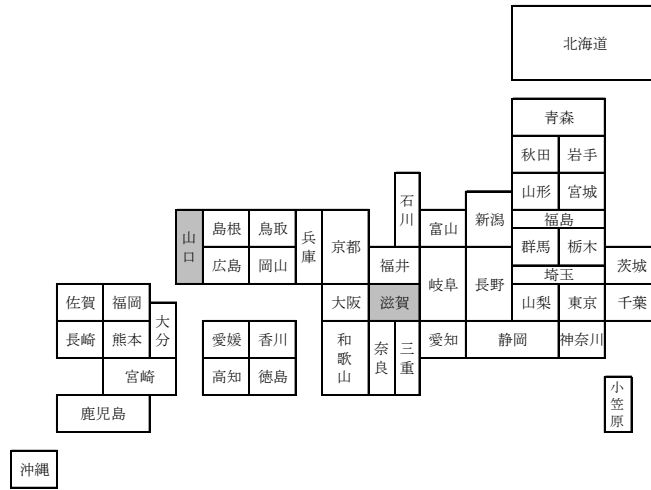 北海道
青森
秋田
岩手
山形
宮城
福島
新潟
富山
石川
群馬
栃木
茨城
埼玉
山梨
東京
千葉
神奈川
静岡
長野
岐阜
愛知
福井
滋賀
三重
奈良
和歌山
大阪
京都
兵庫
鳥取
島根
岡山
広島
山口
香川
愛媛
徳島
高知
福岡
佐賀
長崎
熊本
大分
宮崎
鹿児島
沖縄
小笠原